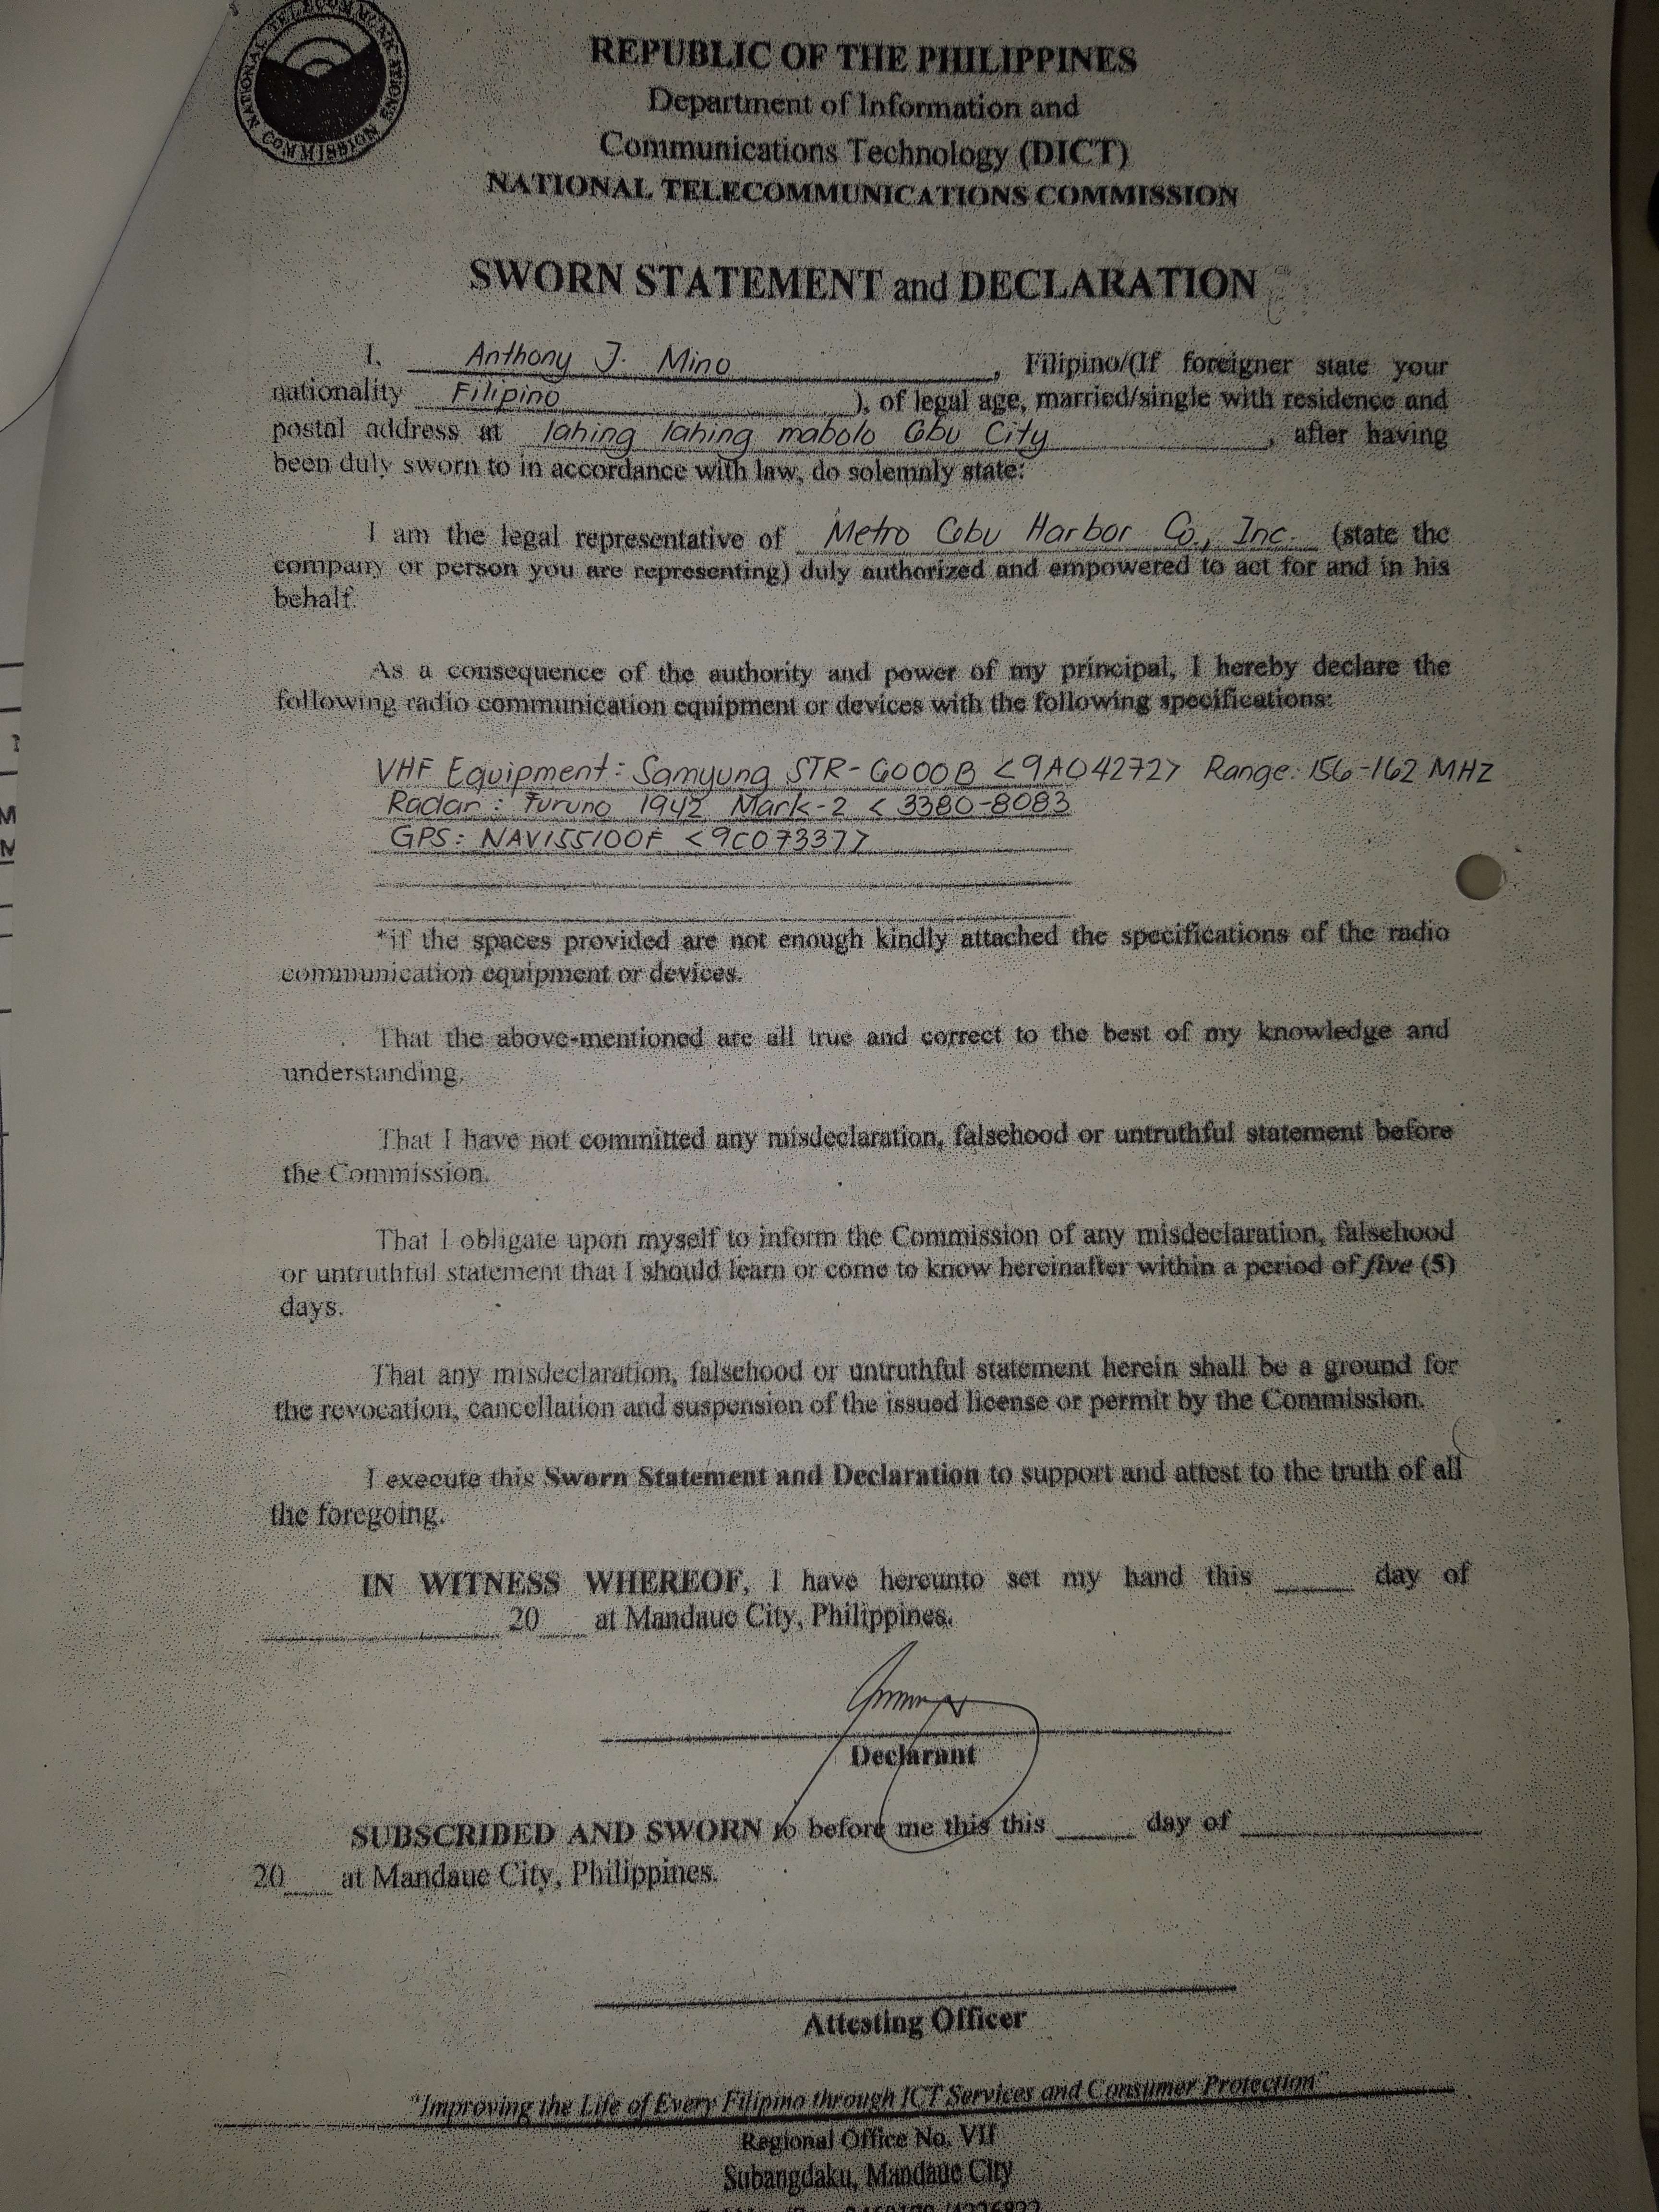 NATIONAL TELECOMMUNICATIONS COMMISSION
REPUBLIC OF THE PHILIPPINES
Department of Information and
Communications Technology (DICT)
NATIONAL TELECOMMUNICATIONS COMMISSION
SWORN STATEMENT and DECLARATION
I, Anthony J. Mino, Filipino/(If foreigner state your
nationality Filipino), of legal age, married/single with residence and
postal address at lahing lahing mabolo Cebu City, after having
been duly sworn to in accordance with law, do solemnly state:
I am the legal representative of Metro Cebu Harbor Co., Inc. (state the
company or person you are representing) duly authorized and empowered to act for and in his
behalf.
As a consequence of the authority and power of my principal, I hereby declare the
following radio communication equipment or devices with the following specifications:
VHF Equipment: Samyung STR-6000B <9A04272> Range: 156-162 MHZ
Radar: Furuno 1942 Mark-2 < 3380-8083
GPS: NAVIS5100F <9C07337>
*if the spaces provided are not enough kindly attached the specifications of the radio
communication equipment or devices.
That the above-mentioned are all true and correct to the best of my knowledge and
understanding.
That I have not committed any misdeclaration, falsehood or untruthful statement before
the Commission.
That I obligate upon myself to inform the Commission of any misdeclaration, falsehood
or untruthful statement that I should learn or come to know hereinafter within a period of five (5)
days.
That any misdeclaration, falsehood or untruthful statement herein shall be a ground for
the revocation, cancellation and suspension of the issued license or permit by the Commission.
I execute this Sworn Statement and Declaration to support and attest to the truth of all
the foregoing.
IN WITNESS WHEREOF, I have hereunto set my hand this ____ day of
____ 20__ at Mandaue City, Philippines.
Declarant
SUBSCRIBED AND SWORN to before me this this ____ day of ____
20__ at Mandaue City, Philippines.
Attesting Officer
"Improving the Life of Every Filipino through ICT Services and Consumer Protection"
Regional Office No. VII
Subangdaku, Mandaue City